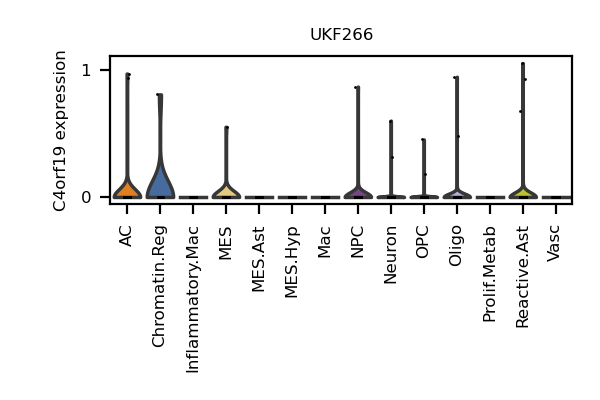 UKF266
C4orf19 expression
1
0
AC
Chromatin.Reg
Inflammatory.Mac
MES
MES.Ast
MES.Hyp
Mac
NPC
Neuron
OPC
Oligo
Prolif.Metab
Reactive.Ast
Vasc